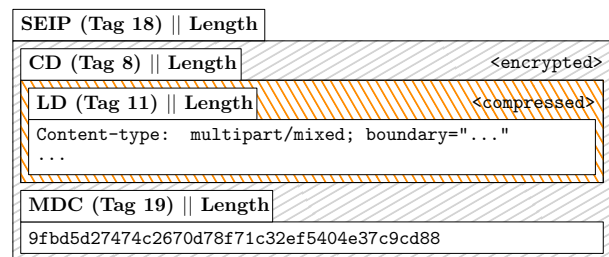 SEIP (Tag 18) || Length
CD (Tag 8) || Length
<encrypted>
LD (Tag 11) || Length
<compressed>
Content-type: multipart/mixed; boundary="..."
...
MDC (Tag 19) || Length
9fbd5d27474c2670d78f71c32ef5404e37c9cd88